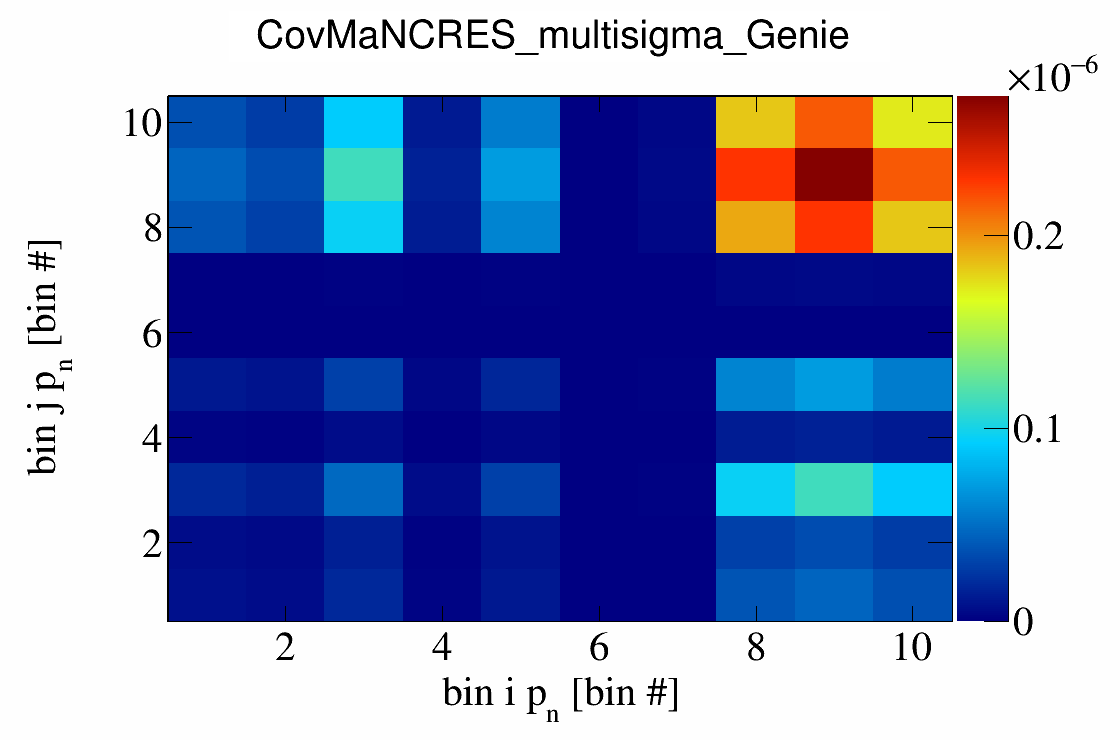 CovMaNCRES_multisigma_Genie
×10⁻⁶
10
8
6
4
2
0.2
0.1
0
2 4 6 8 10
bin j pₙ [bin #]
bin i pₙ [bin #]